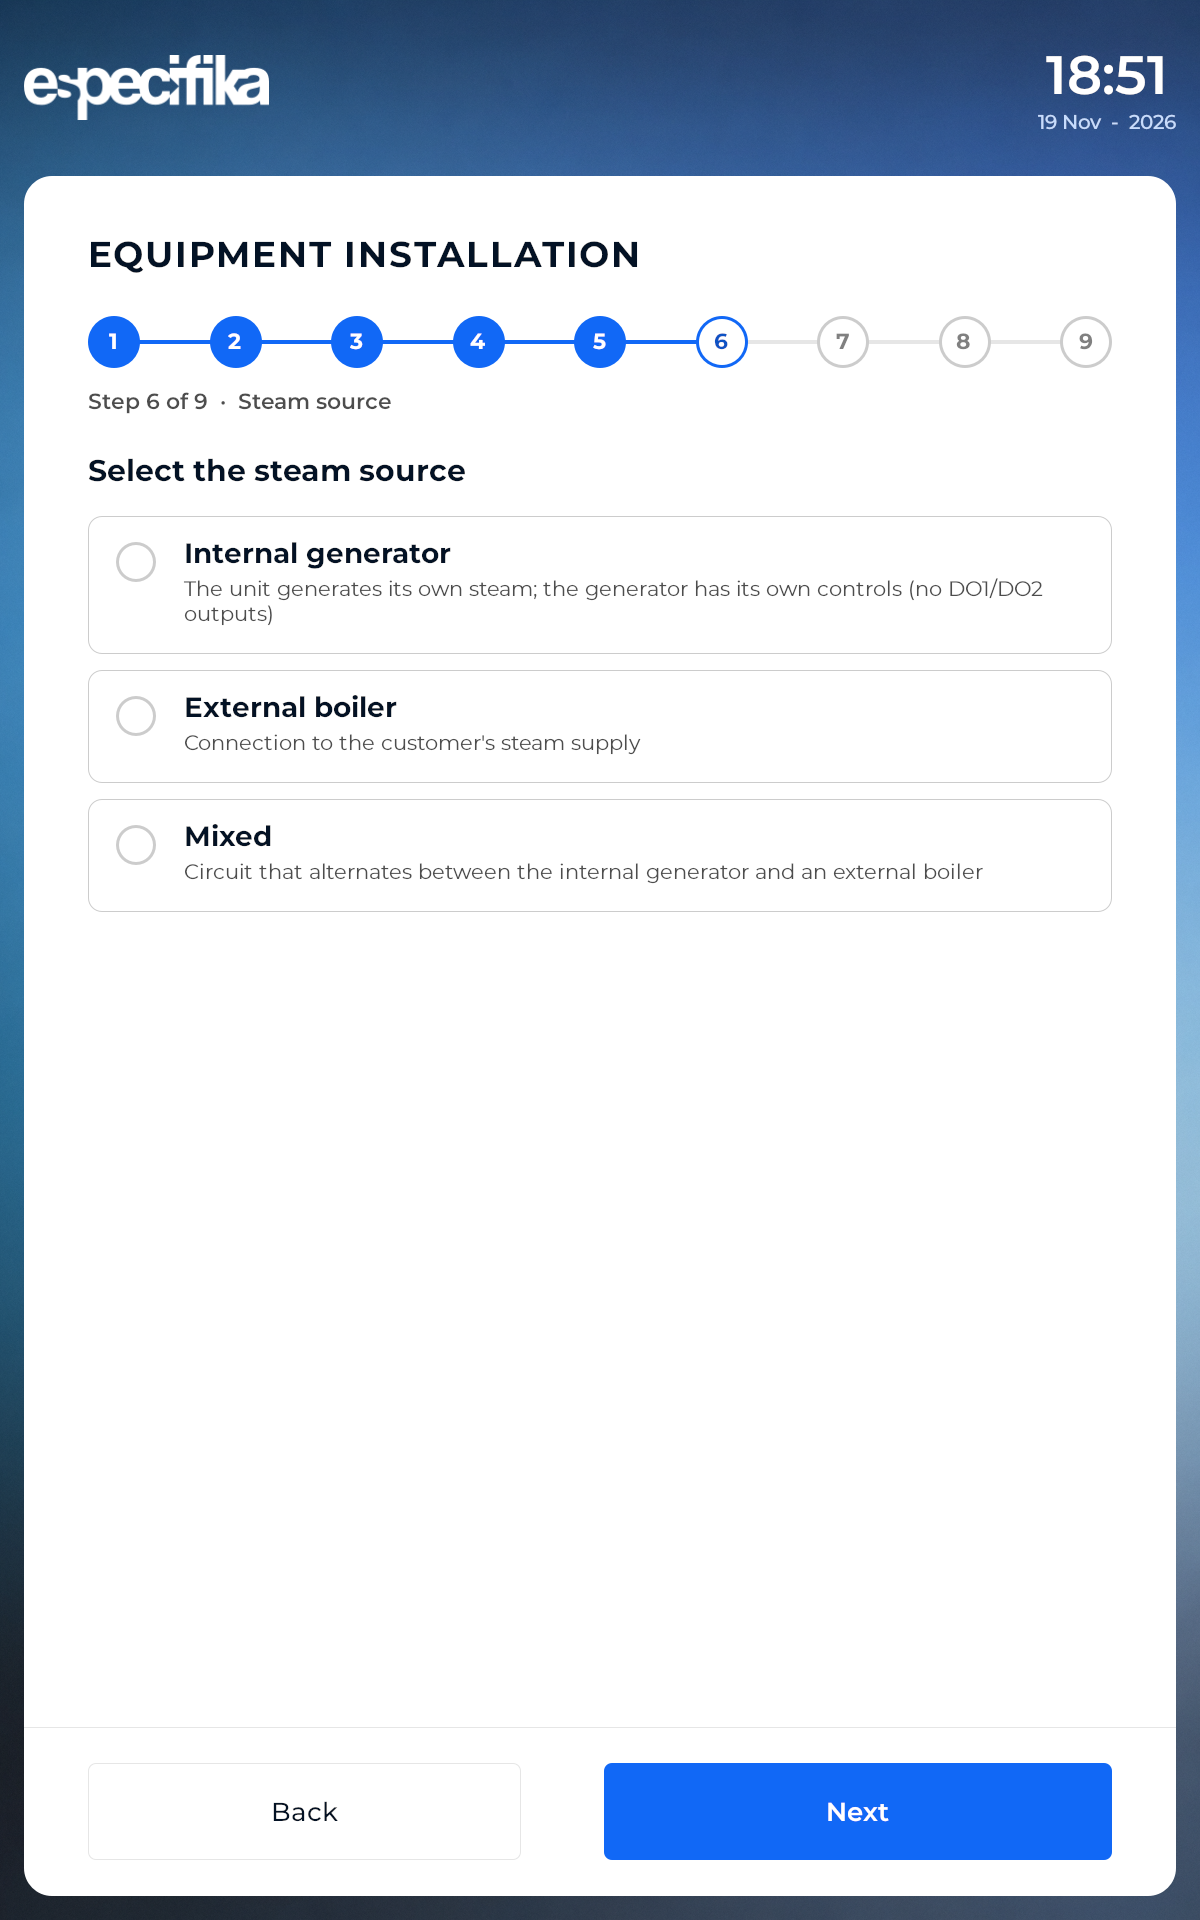 especifika
18:51
19 Nov - 2026
EQUIPMENT INSTALLATION
1 2 3 4 5 6 7 8 9
Step 6 of 9 · Steam source
Select the steam source
Internal generator
The unit generates its own steam; the generator has its own controls (no DO1/DO2
outputs)
External boiler
Connection to the customer's steam supply
Mixed
Circuit that alternates between the internal generator and an external boiler
Back
Next